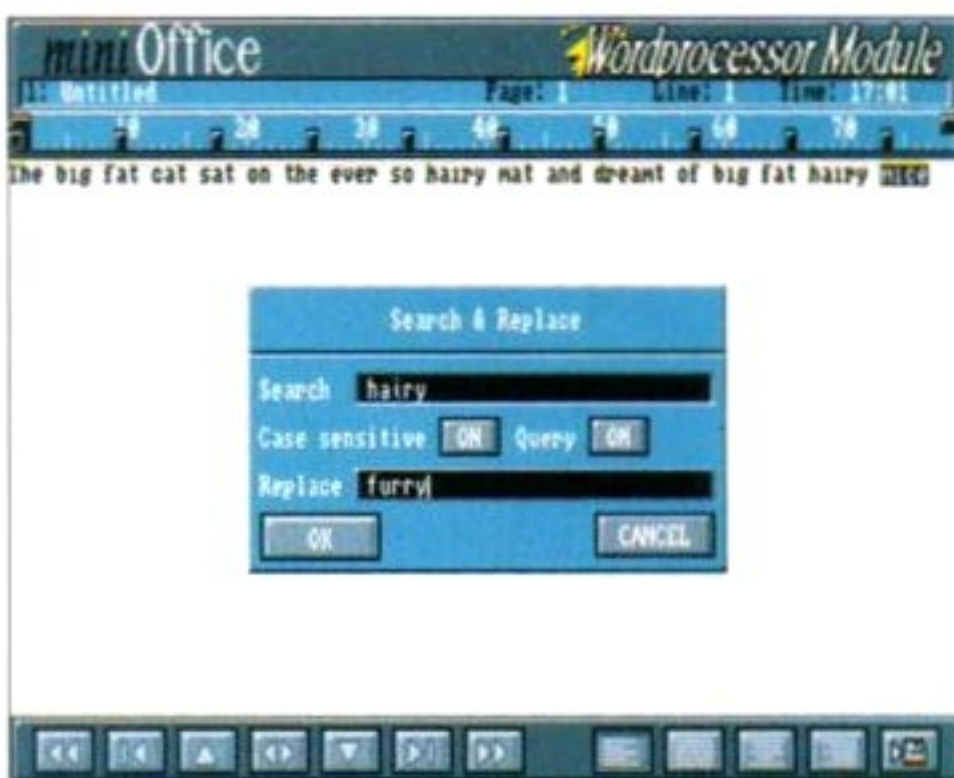 mini Office Wordprocessor Module
1: Untitled Page: 1 Line: 1 Time: 17:01
10 20 30 40 50 60 70
The big fat cat sat on the ever so hairy mat and dreamt of big fat hairy mice
Search & Replace
Search hairy
Case sensitive ON Query ON
Replace furry
OK CANCEL